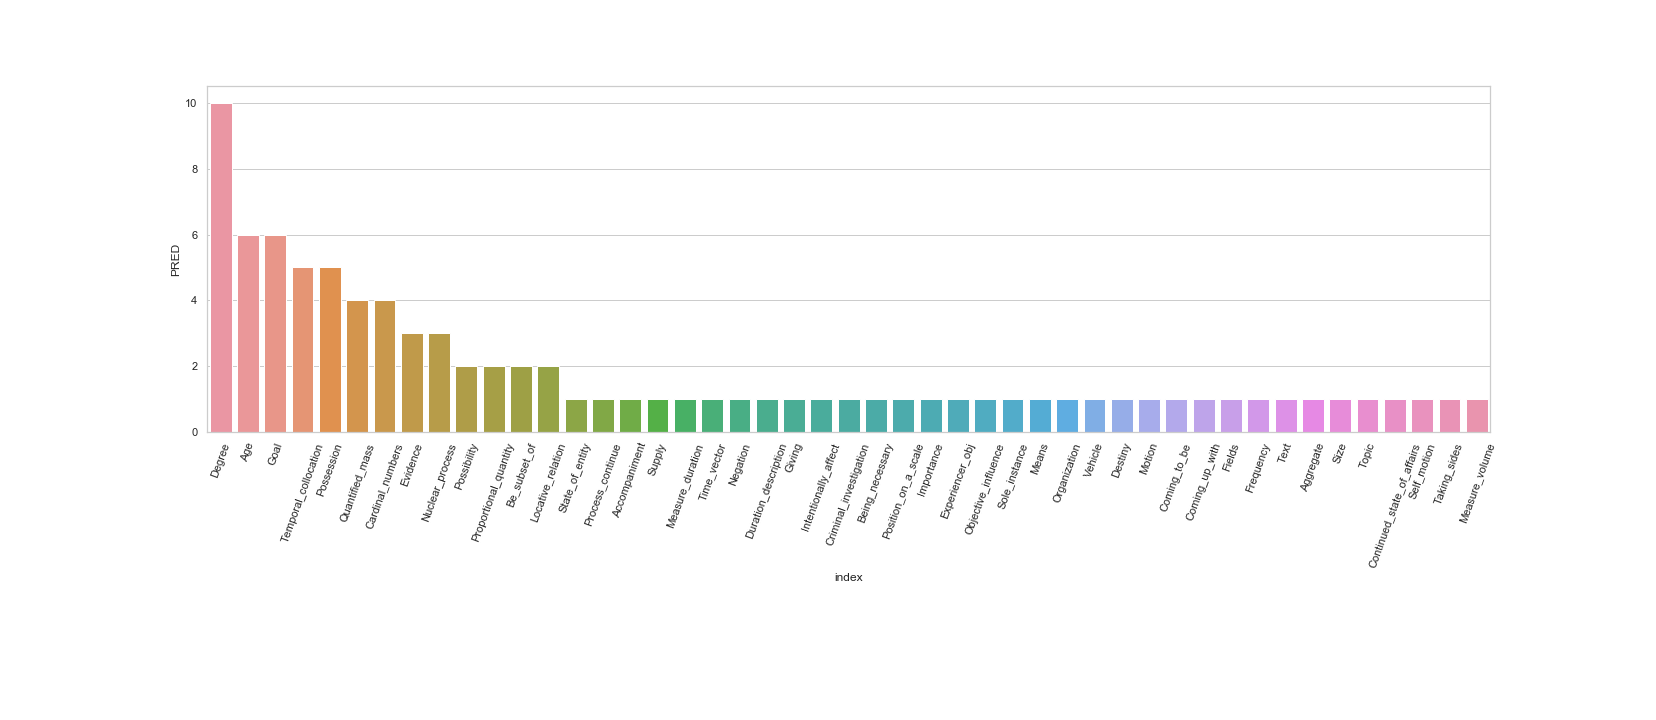 10
8
6
4
2
0
PRED
Degree
Age
Goal
Temporal_collocation
Possession
Quantified_mass
Cardinal_numbers
Evidence
Nuclear_process
Possibility
Proportional_quantity
Be_subset_of
Locative_relation
State_of_entity
Process_continue
Accompaniment
Supply
Measure_duration
Time_vector
Negation
Duration_description
Giving
Intentionally_affect
Criminal_investigation
Being_necessary
Position_on_a_scale
Importance
Experiencer_obj
Objective_influence
Sole_instance
Means
Organization
Vehicle
Destiny
Motion
Coming_to_be
Coming_up_with
Fields
Frequency
Text
Aggregate
Size
Topic
Continued_state_of_affairs
Self_motion
Taking_sides
Measure_volume
index